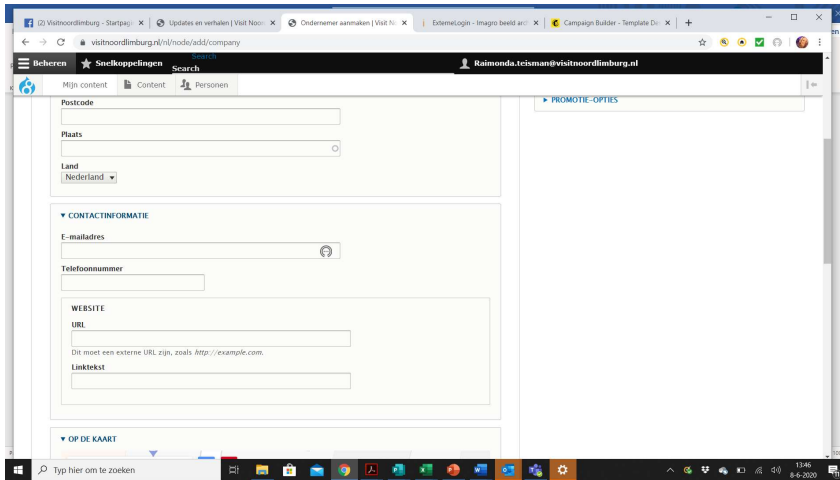 (2) Visitnoordlimburg - Startpagi
Updates en verhalen | Visit Noor
Ondernemer aanmaken | Visit N
ExterneLogin - Imagro beeld arch
Campaign Builder - Template De
visitnoordlimburg.nl/nl/node/add/company
Search
Beheren Snelkoppelingen Search Raimonda.teisman@visitnoordlimburg.nl
Mijn content Content Personen
Postcode
PROMOTIE-OPTIES
Plaats
Land
Nederland
CONTACTINFORMATIE
E-mailadres
Telefoonnummer
WEBSITE
URL
Dit moet een externe URL zijn, zoals http://example.com.
Linktekst
OP DE KAART
Typ hier om te zoeken
13:46
8-6-2020